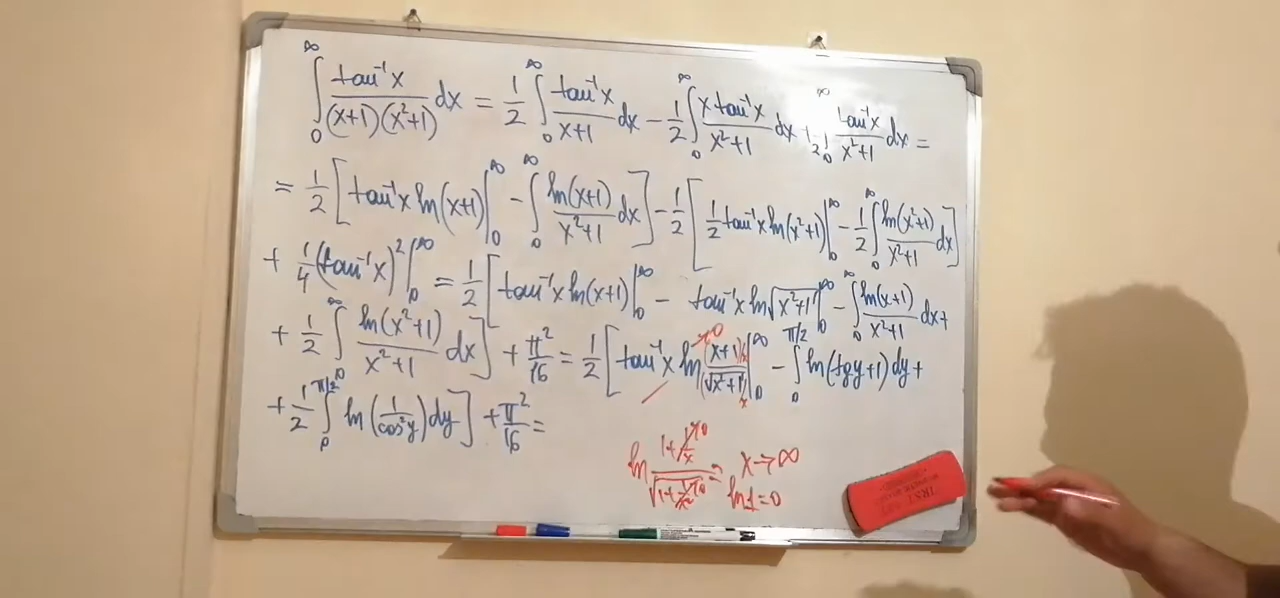 ∫₀^∞ tan⁻¹x/((x+1)(x²+1)) dx = 1/2 ∫₀^∞ tan⁻¹x/(x+1) dx − 1/2 ∫₀^∞ x tan⁻¹x/(x²+1) dx + 1/2 ∫₀^∞ tan⁻¹x/(x²+1) dx =
= 1/2 [tan⁻¹x ln(x+1)|₀^∞ − ∫₀^∞ ln(x+1)/(x²+1) dx] − 1/2 [1/2 tan⁻¹x ln(x²+1)|₀^∞ − 1/2 ∫₀^∞ ln(x²+1)/(x²+1) dx]
+ 1/4 (tan⁻¹x)²|₀^∞ = 1/2 [tan⁻¹x ln(x+1)|₀^∞ − tan⁻¹x ln√(x²+1)|₀^∞ − ∫₀^∞ ln(x+1)/(x²+1) dx +
+ 1/2 ∫₀^∞ ln(x²+1)/(x²+1) dx] + π²/16 = 1/2 [tan⁻¹x ln (x+1):x/√(x²+1):x |₀^∞ →0 − ∫₀^{π/2} ln(tgy+1)dy +
+ 1/2 ∫₀^{π/2} ln(1/cos²y)dy] + π²/16 =
ln (1+1/x→0)/√(1+1/x²→0) = x→∞
ln1=0